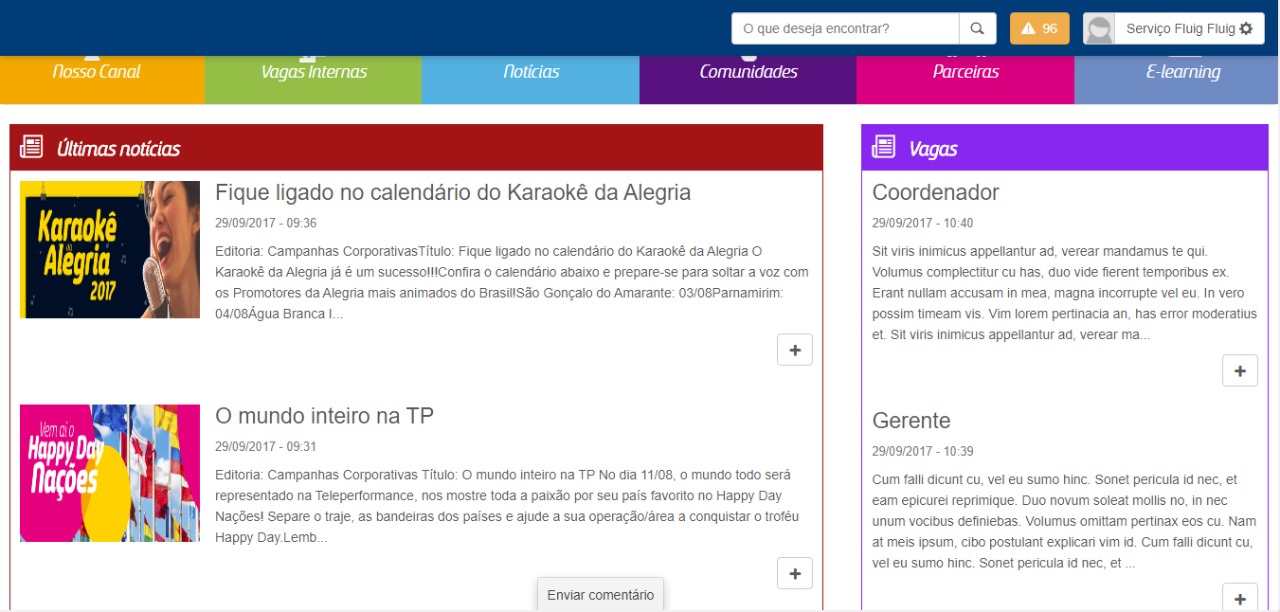 O que deseja encontrar?
96
Serviço Fluig Fluig
Nosso Canal
Vagas Internas
Notícias
Comunidades
Parceiras
E-learning
Últimas notícias
Karaokê
da
Alegria
2017
Fique ligado no calendário do Karaokê da Alegria
29/09/2017 - 09:36
Editoria: Campanhas CorporativasTítulo: Fique ligado no calendário do Karaokê da Alegria O
Karaokê da Alegria já é um sucesso!!!Confira o calendário abaixo e prepare-se para soltar a voz com
os Promotores da Alegria mais animados do Brasil!São Gonçalo do Amarante: 03/08Parnamirim:
04/08Água Branca I...
+
Vem aí o
Happy Day
Nações
O mundo inteiro na TP
29/09/2017 - 09:31
Editoria: Campanhas Corporativas Título: O mundo inteiro na TP No dia 11/08, o mundo todo será
representado na Teleperformance, nos mostre toda a paixão por seu país favorito no Happy Day
Nações! Separe o traje, as bandeiras dos países e ajude a sua operação/área a conquistar o troféu
Happy Day.Lemb...
+
Enviar comentário
Vagas
Coordenador
29/09/2017 - 10:40
Sit viris inimicus appellantur ad, verear mandamus te qui.
Volumus complectitur cu has, duo vide fierent temporibus ex.
Erant nullam accusam in mea, magna incorrupte vel eu. In vero
possim timeam vis. Vim lorem pertinacia an, has error moderatius
et. Sit viris inimicus appellantur ad, verear ma...
+
Gerente
29/09/2017 - 10:39
Cum falli dicunt cu, vel eu sumo hinc. Sonet pericula id nec, et
eam epicurei reprimique. Duo novum soleat mollis no, in nec
unum vocibus definiebas. Volumus omittam pertinax eos cu. Nam
at meis ipsum, cibo postulant explicari vim id. Cum falli dicunt cu,
vel eu sumo hinc. Sonet pericula id nec, et ...
+